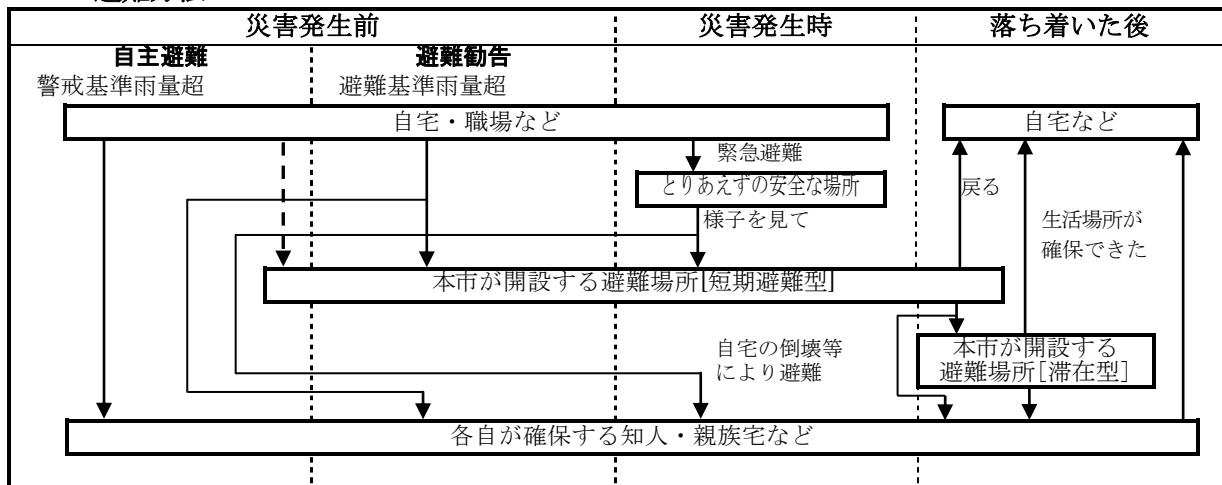 災害発生前
災害発生時
落ち着いた後
自主避難
避難勧告
警戒基準雨量超
避難基準雨量超
自宅・職場など
自宅など
緊急避難
とりあえずの安全な場所
戻る
様子を見て
生活場所が
確保できた
本市が開設する避難場所[短期避難型]
自宅の倒壊等
により避難
本市が開設する
避難場所[滞在型]
各自が確保する知人・親族宅など